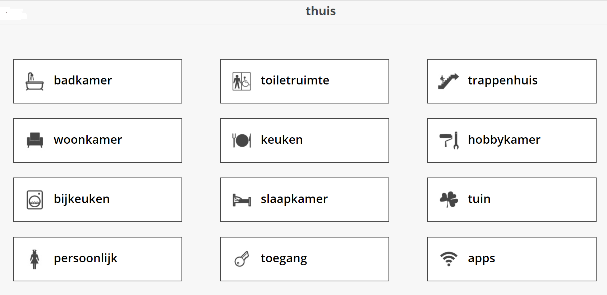 thuis
badkamer
toiletruimte
trappenhuis
woonkamer
keuken
hobbykamer
bijkeuken
slaapkamer
tuin
persoonlijk
toegang
apps